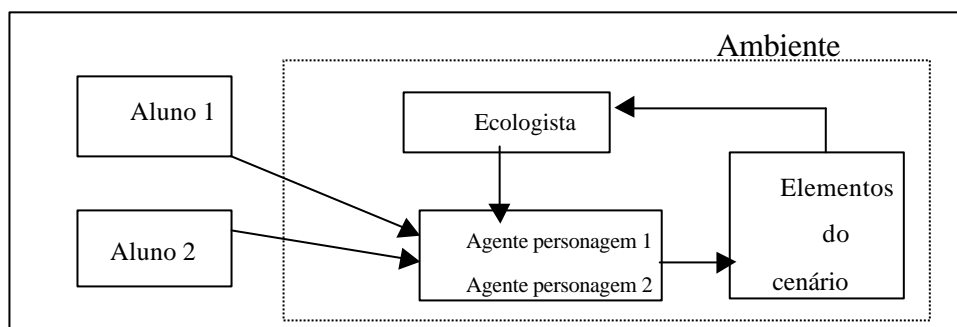 Ambiente
Aluno 1
Ecologista
Elementos
do
cenário
Aluno 2
Agente personagem 1
Agente personagem 2